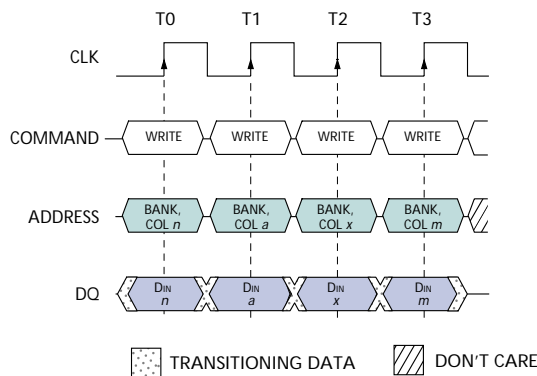 T0 T1 T2 T3
CLK
COMMAND WRITE WRITE WRITE WRITE
ADDRESS BANK, COL n BANK, COL a BANK, COL x BANK, COL m
DQ DIN n DIN a DIN x DIN m
TRANSITIONING DATA DON'T CARE